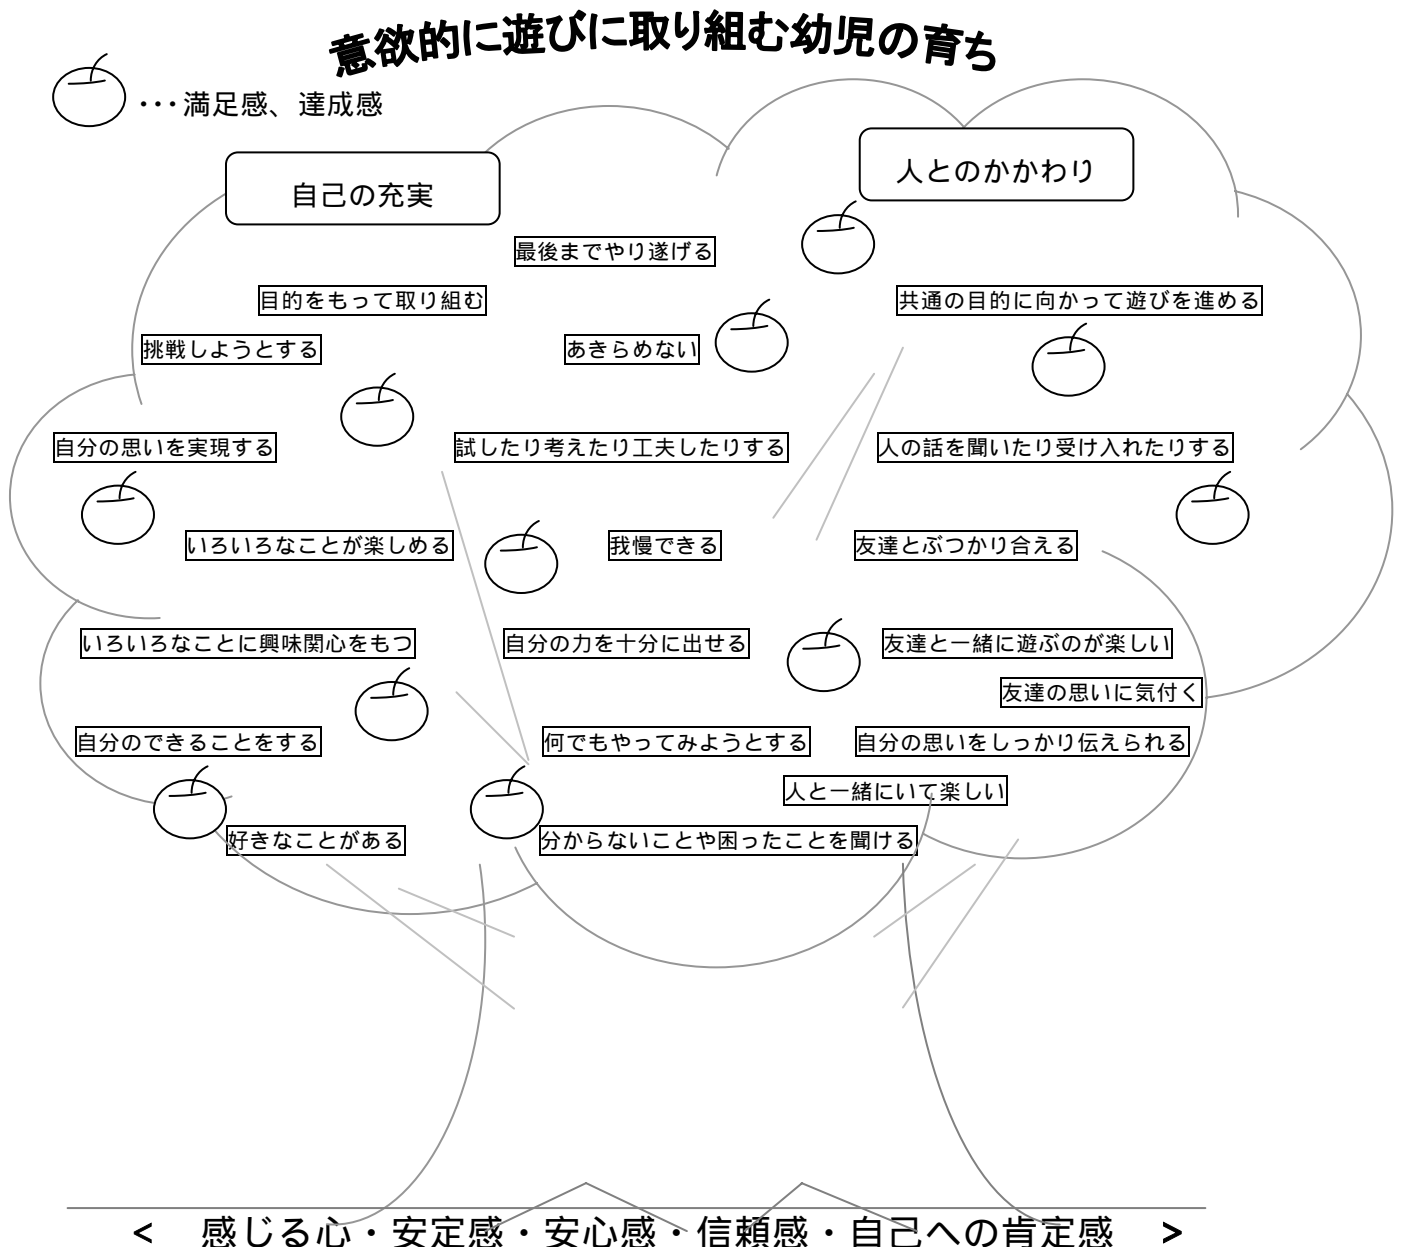 意欲的に遊びに取り組む幼児の育ち
・・・満足感、達成感
自己の充実
人とのかかわり
最後までやり遂げる
目的をもって取り組む
共通の目的に向かって遊びを進める
挑戦しようとする
あきらめない
自分の思いを実現する
試したり考えたり工夫したりする
人の話を聞いたり受け入れたりする
いろいろなことが楽しめる
我慢できる
友達とぶつかり合える
いろいろなことに興味関心をもつ
自分の力を十分に出せる
友達と一緒に遊ぶのが楽しい
友達の思いに気付く
自分のできることをする
何でもやってみようとする
自分の思いをしっかり伝えられる
人と一緒にいて楽しい
好きなことがある
分からないことや困ったことを聞ける
<　感じる心・安定感・安心感・信頼感・自己への肯定感　>